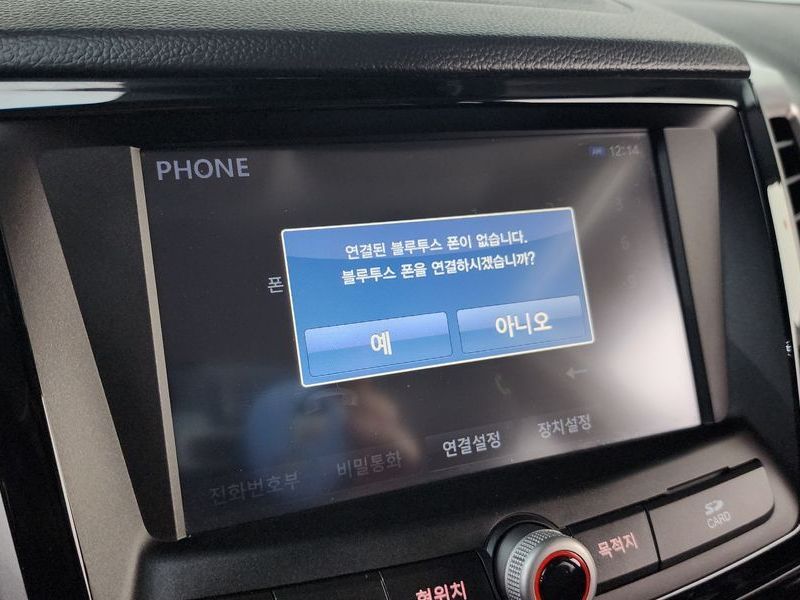 PHONE
AM 12:14
연결된 블루투스 폰이 없습니다.
블루투스 폰을 연결하시겠습니까?
폰
예
아니오
전화번호부
비밀통화
연결설정
장치설정
현위치
목적지
SD
CARD